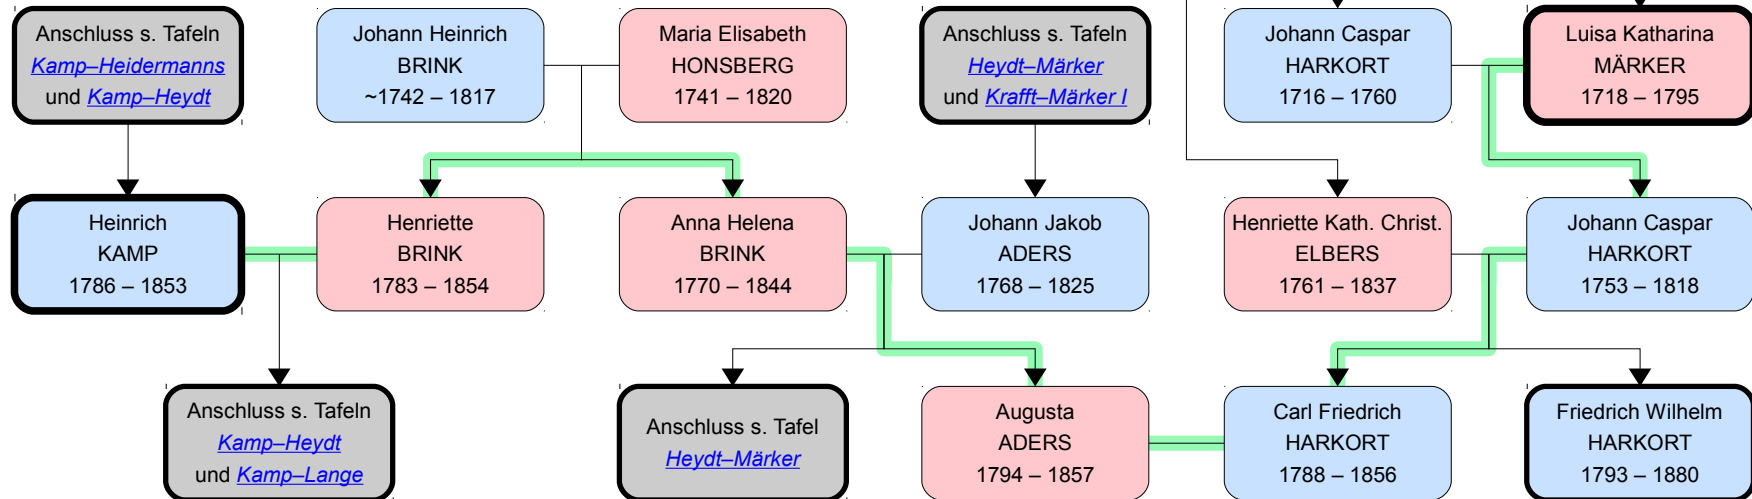 Anschluss s. Tafeln
Kamp–Heidermanns
und Kamp–Heydt
Johann Heinrich
BRINK
~1742 – 1817
Maria Elisabeth
HONSBERG
1741 – 1820
Anschluss s. Tafeln
Heydt–Märker
und Krafft–Märker I
Johann Caspar
HARKORT
1716 – 1760
Luisa Katharina
MÄRKER
1718 – 1795
Heinrich
KAMP
1786 – 1853
Henriette
BRINK
1783 – 1854
Anna Helena
BRINK
1770 – 1844
Johann Jakob
ADERS
1768 – 1825
Henriette Kath. Christ.
ELBERS
1761 – 1837
Johann Caspar
HARKORT
1753 – 1818
Anschluss s. Tafeln
Kamp–Heydt
und Kamp–Lange
Anschluss s. Tafel
Heydt–Märker
Augusta
ADERS
1794 – 1857
Carl Friedrich
HARKORT
1788 – 1856
Friedrich Wilhelm
HARKORT
1793 – 1880